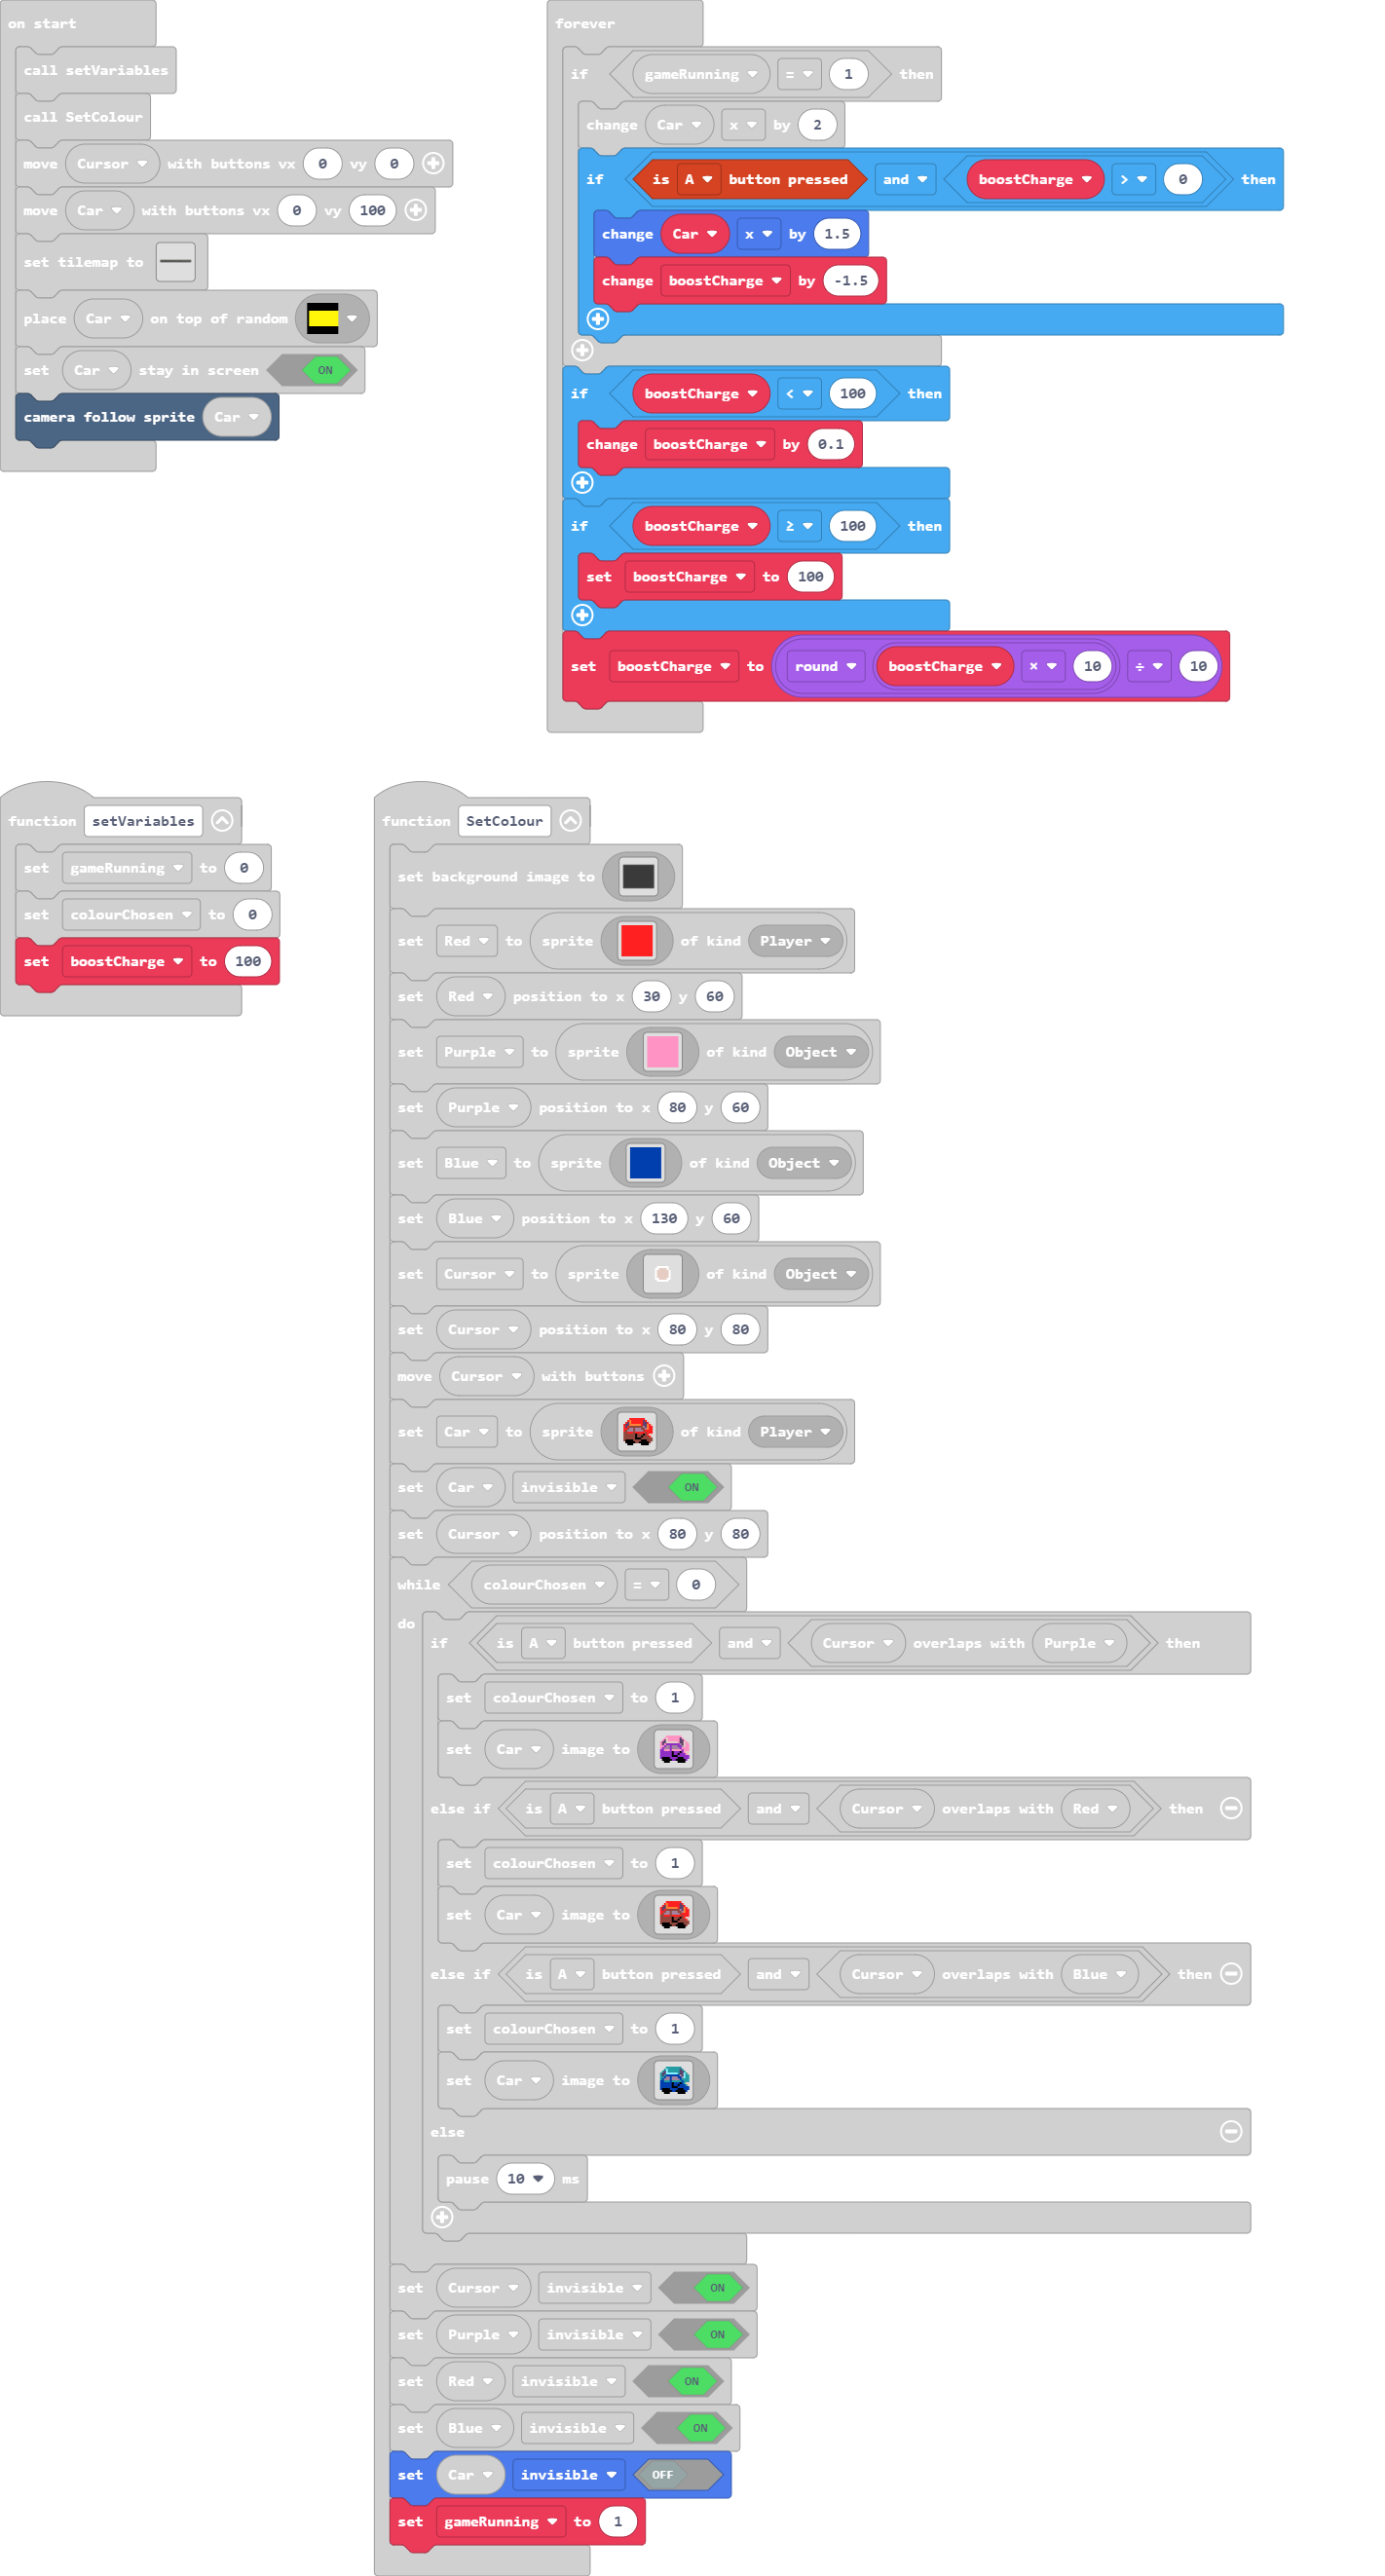 on start
call setVariables
call SetColour
move Cursor with buttons vx 0 vy 0
move Car with buttons vx 0 vy 100
set tilemap to
place Car on top of random
set Car stay in screen ON
camera follow sprite Car
forever
if gameRunning = 1 then
change Car x by 2
if is A button pressed and boostCharge > 0 then
change Car x by 1.5
change boostCharge by -1.5
if boostCharge < 100 then
change boostCharge by 0.1
if boostCharge ≥ 100 then
set boostCharge to 100
set boostCharge to round boostCharge × 10 ÷ 10
function setVariables
set gameRunning to 0
set colourChosen to 0
set boostCharge to 100
function SetColour
set background image to
set Red to sprite of kind Player
set Red position to x 30 y 60
set Purple to sprite of kind Object
set Purple position to x 80 y 60
set Blue to sprite of kind Object
set Blue position to x 130 y 60
set Cursor to sprite of kind Object
set Cursor position to x 80 y 80
move Cursor with buttons
set Car to sprite of kind Player
set Car invisible ON
set Cursor position to x 80 y 80
while colourChosen = 0
do
if is A button pressed and Cursor overlaps with Purple then
set colourChosen to 1
set Car image to
else if is A button pressed and Cursor overlaps with Red then
set colourChosen to 1
set Car image to
else if is A button pressed and Cursor overlaps with Blue then
set colourChosen to 1
set Car image to
else
pause 10 ms
set Cursor invisible ON
set Purple invisible ON
set Red invisible ON
set Blue invisible ON
set Car invisible OFF
set gameRunning to 1